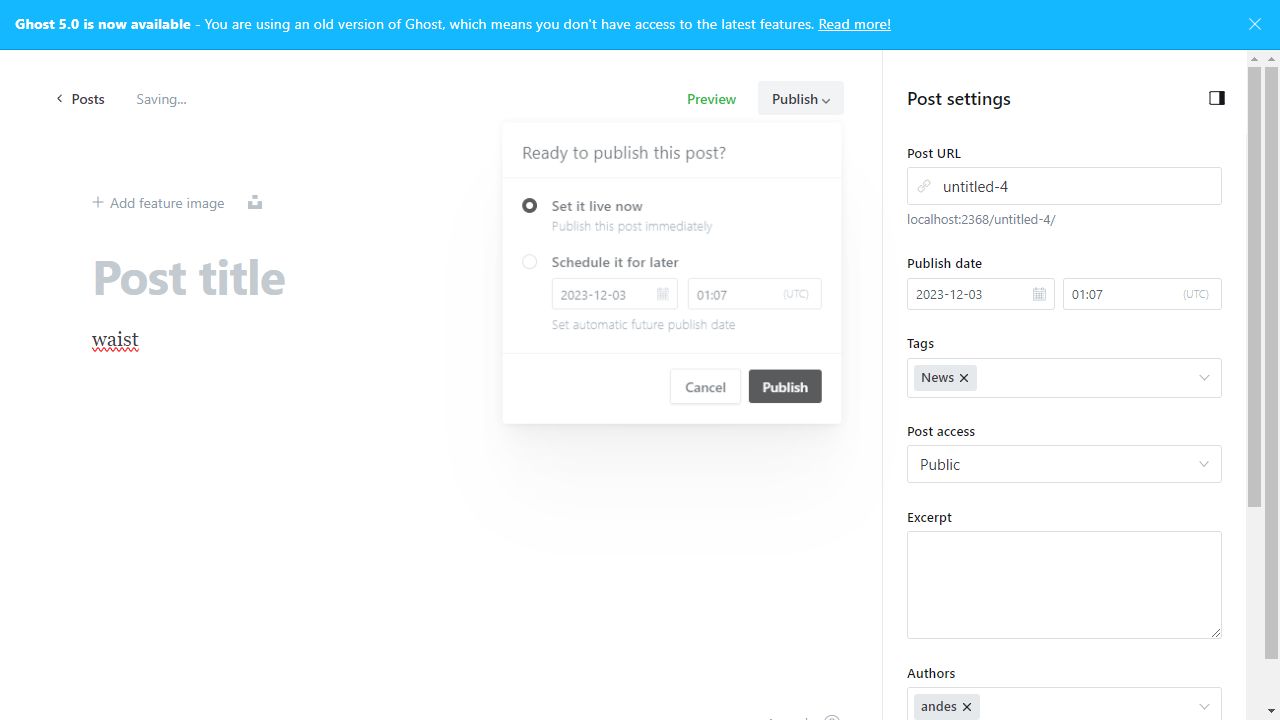 Ghost 5.0 is now available - You are using an old version of Ghost, which means you don't have access to the latest features. Read more!
Posts
Saving...
Preview
Publish
Ready to publish this post?
Set it live now
Publish this post immediately
Schedule it for later
2023-12-03
01:07
(UTC)
Set automatic future publish date
Cancel
Publish
Add feature image
Post title
waist
Post settings
Post URL
untitled-4
localhost:2368/untitled-4/
Publish date
2023-12-03
01:07
(UTC)
Tags
News
Post access
Public
Excerpt
Authors
andes